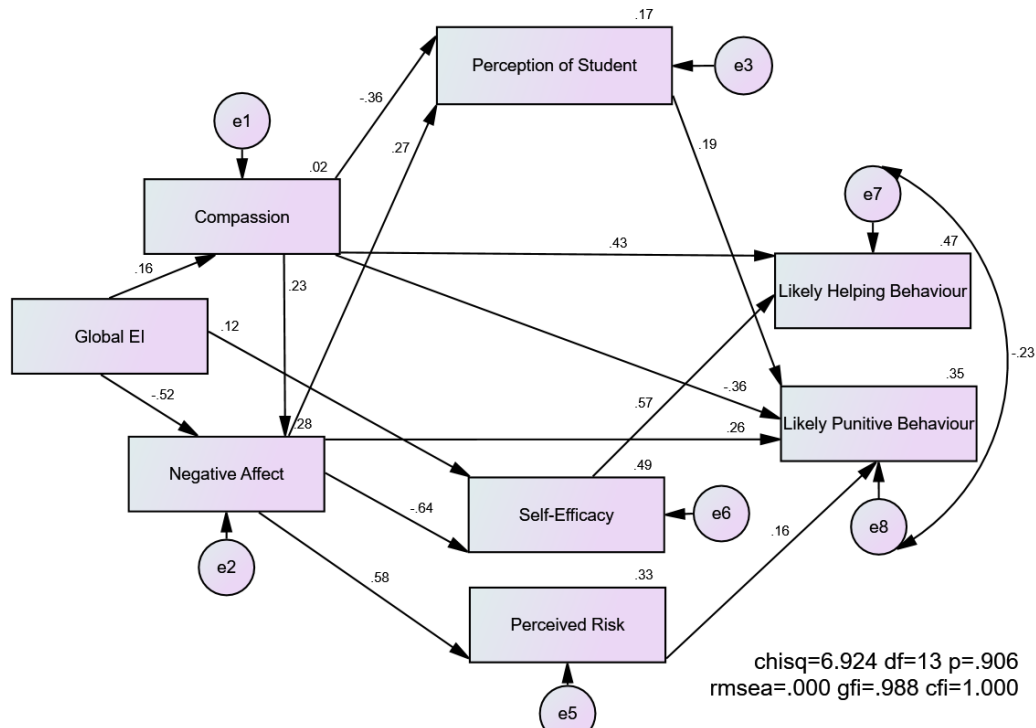 .17
Perception of Student
e3
-.36
e1
.27
.19
.02
Compassion
e7
.43
.47
.16
.23
Likely Helping Behaviour
Global EI
.12
-.23
-.52
-.36
.35
.57
.28
.26
Likely Punitive Behaviour
Negative Affect
.49
-.64
Self-Efficacy
e6
e8
.16
e2
.58
.33
Perceived Risk
chisq=6.924 df=13 p=.906
rmsea=.000 gfi=.988 cfi=1.000
e5